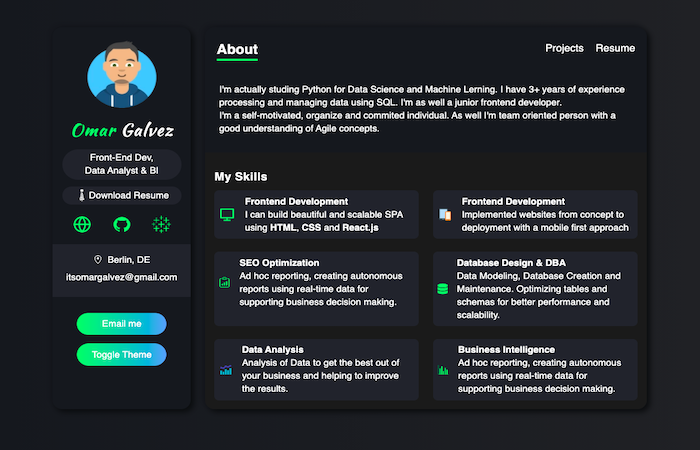 Omar Galvez
Front-End Dev,
Data Analyst & BI
Download Resume
Berlin, DE
itsomargalvez@gmail.com
Email me
Toggle Theme
About
Projects Resume
I'm actually studing Python for Data Science and Machine Lerning. I have 3+ years of experience
processing and managing data using SQL. I'm as well a junior frontend developer.
I'm a self-motivated, organize and commited individual. As well I'm team oriented person with a
good understanding of Agile concepts.
My Skills
Frontend Development
I can build beautiful and scalable SPA
using HTML, CSS and React.js
Frontend Development
Implemented websites from concept to
deployment with a mobile first approach
SEO Optimization
Ad hoc reporting, creating autonomous
reports using real-time data for
supporting business decision making.
Database Design & DBA
Data Modeling, Database Creation and
Maintenance. Optimizing tables and
schemas for better performance and
scalability.
Data Analysis
Analysis of Data to get the best out of
your business and helping to improve
the results.
Business Intelligence
Ad hoc reporting, creating autonomous
reports using real-time data for
supporting business decision making.